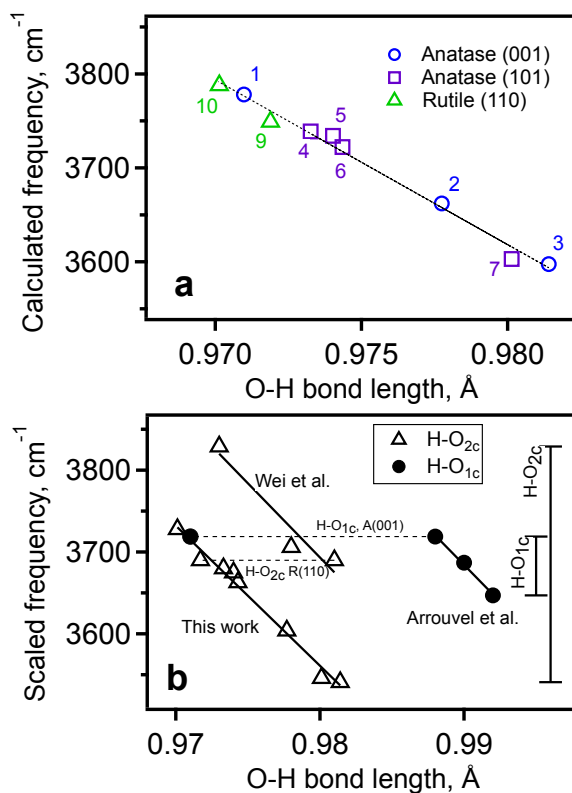 Calculated frequency, cm⁻¹
3800
3700
3600
1
10
9
5
4
6
2
7
3
Anatase (001)
Anatase (101)
Rutile (110)
a
0.970
0.975
0.980
O-H bond length, Å
Scaled frequency, cm⁻¹
3800
3700
3600
H-O2c
H-O1c
Wei et al.
H-O1c, A(001)
H-O2c R(110)
This work
Arrouvel et al.
H-O2c
H-O1c
b
0.97
0.98
0.99
O-H bond length, Å